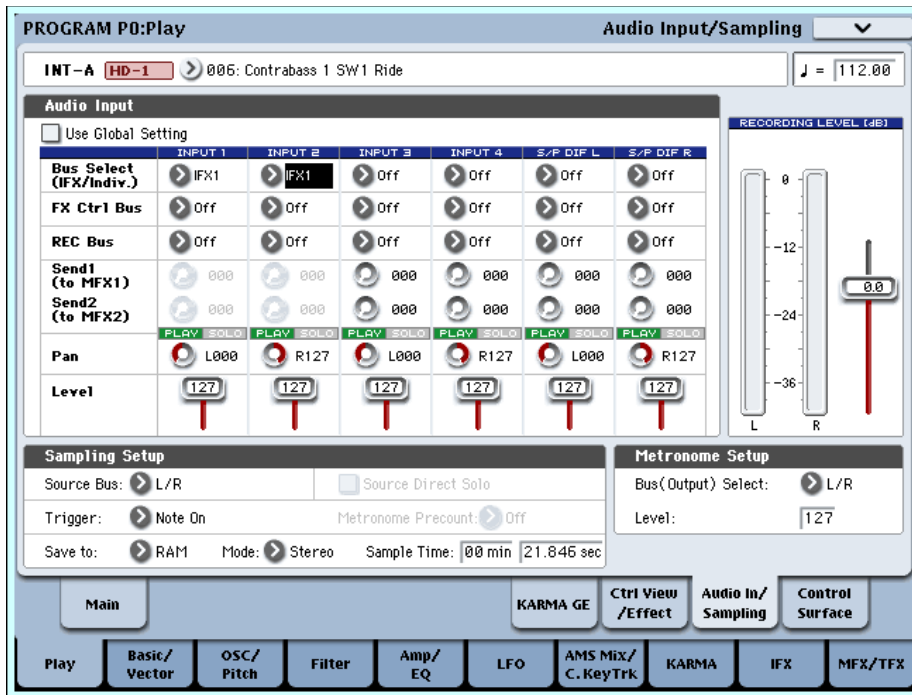 PROGRAM P0:Play Audio Input/Sampling
INT-A HD-1 006: Contrabass 1 SW1 Ride ♩ = 112.00
Audio Input
Use Global Setting
RECORDING LEVEL [dB]
INPUT 1 INPUT 2 INPUT 3 INPUT 4 S/P DIF L S/P DIF R
Bus Select (IFX/Indiv.) IFX1 IFX1 Off Off Off Off
FX Ctrl Bus Off Off Off Off Off Off
REC Bus Off Off Off Off Off Off
Send1 (to MFX1) 000 000 000 000 000 000
Send2 (to MFX2) 000 000 000 000 000 000
PLAY SOLO PLAY SOLO PLAY SOLO PLAY SOLO PLAY SOLO PLAY SOLO
Pan L000 R127 L000 R127 L000 R127
Level 127 127 127 127 127 127
0
-12
-24
-36
0.0
L R
Sampling Setup
Source Bus: L/R Source Direct Solo
Trigger: Note On Metronome Precount: Off
Save to: RAM Mode: Stereo Sample Time: 00 min 21.846 sec
Metronome Setup
Bus(Output) Select: L/R
Level: 127
Main KARMA GE Ctrl View /Effect Audio In/ Sampling Control Surface
Play Basic/ Vector OSC/ Pitch Filter Amp/ EQ LFO AMS Mix/ C.KeyTrk KARMA IFX MFX/TFX